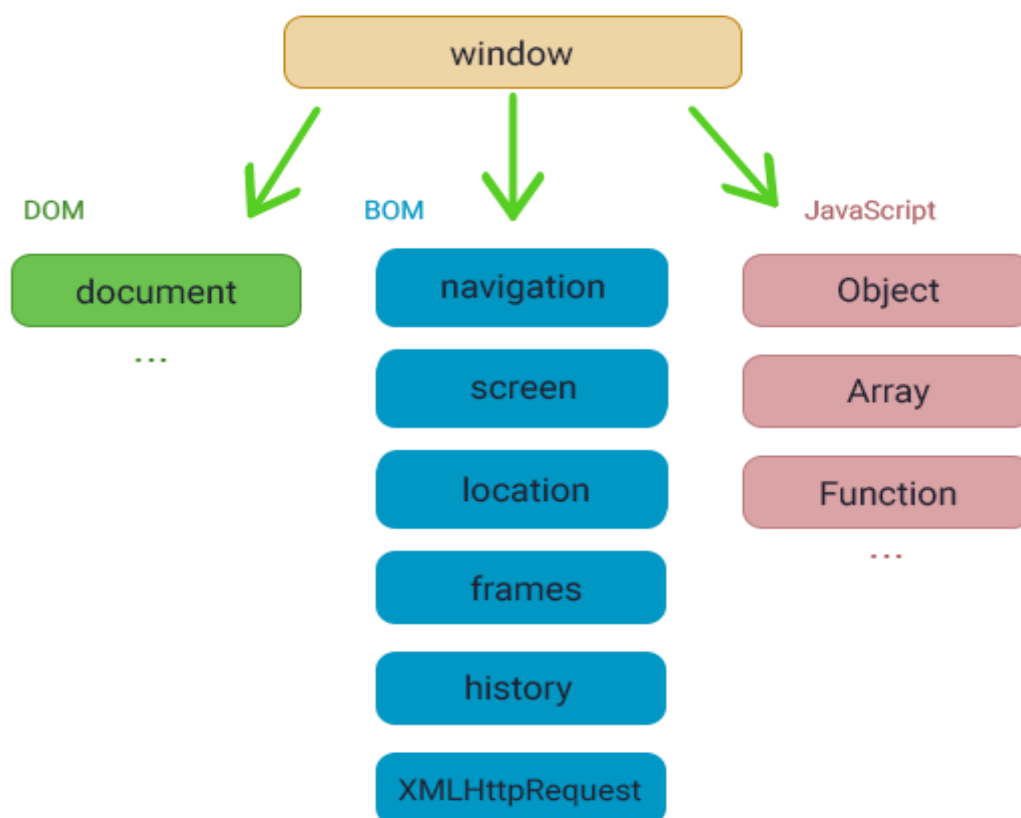 window
DOM
document
...
BOM
navigation
screen
location
frames
history
XMLHttpRequest
JavaScript
Object
Array
Function
...